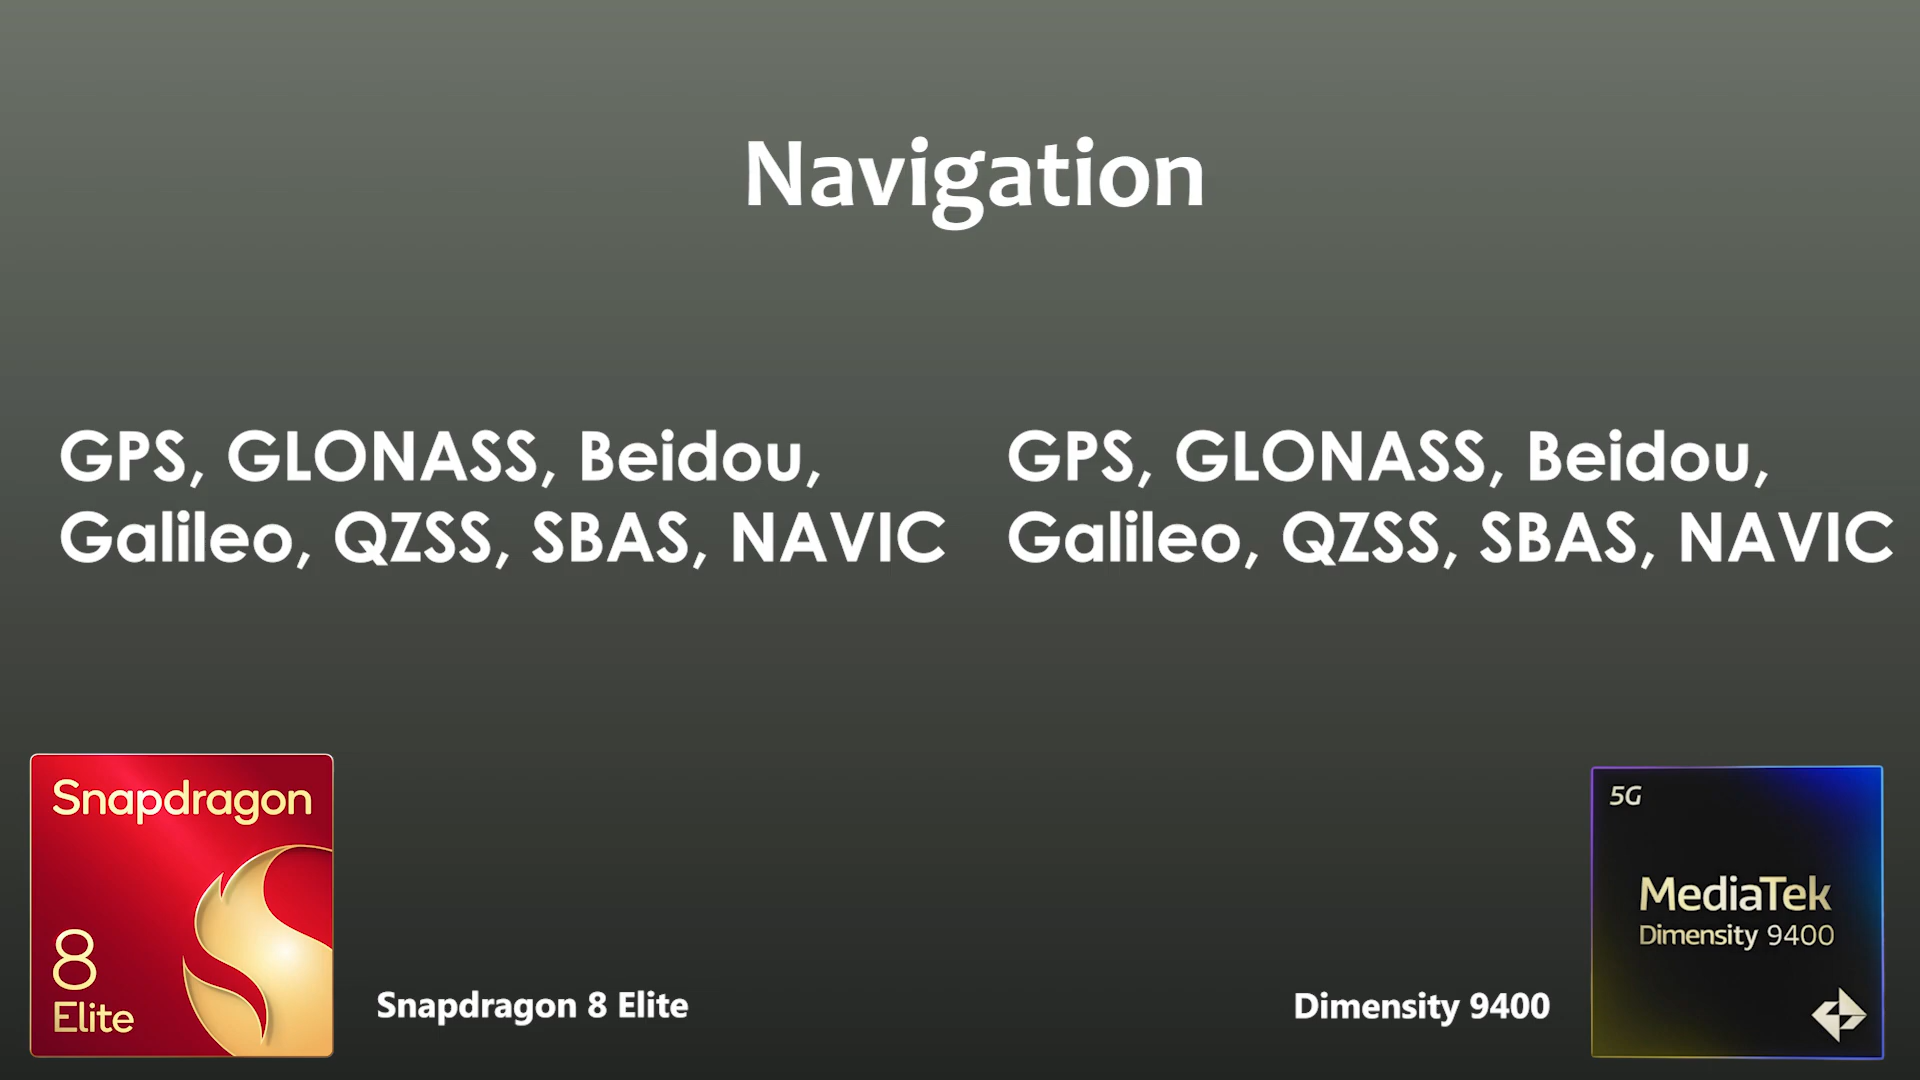 Navigation
GPS, GLONASS, Beidou,
Galileo, QZSS, SBAS, NAVIC
GPS, GLONASS, Beidou,
Galileo, QZSS, SBAS, NAVIC
Snapdragon
8
Elite
Snapdragon 8 Elite
Dimensity 9400
5G
MediaTek
Dimensity 9400